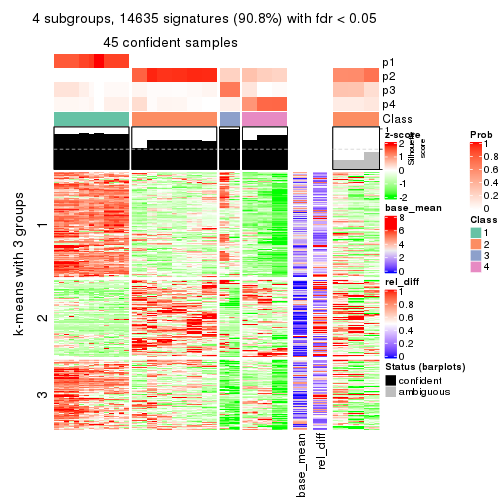 4 subgroups, 14635 signatures (90.8%) with fdr < 0.05
45 confident samples
p1
p2
p3
p4
Class
1
Silhouette
score
k-means with 3 groups
1
2
3
base_mean
rel_diff
z-score
2
1
0
-1
-2
base_mean
8
6
4
2
0
rel_diff
1
0.8
0.6
0.4
0.2
0
Status (barplots)
confident
ambiguous
Prob
1
0.8
0.6
0.4
0.2
0
Class
1
2
3
4